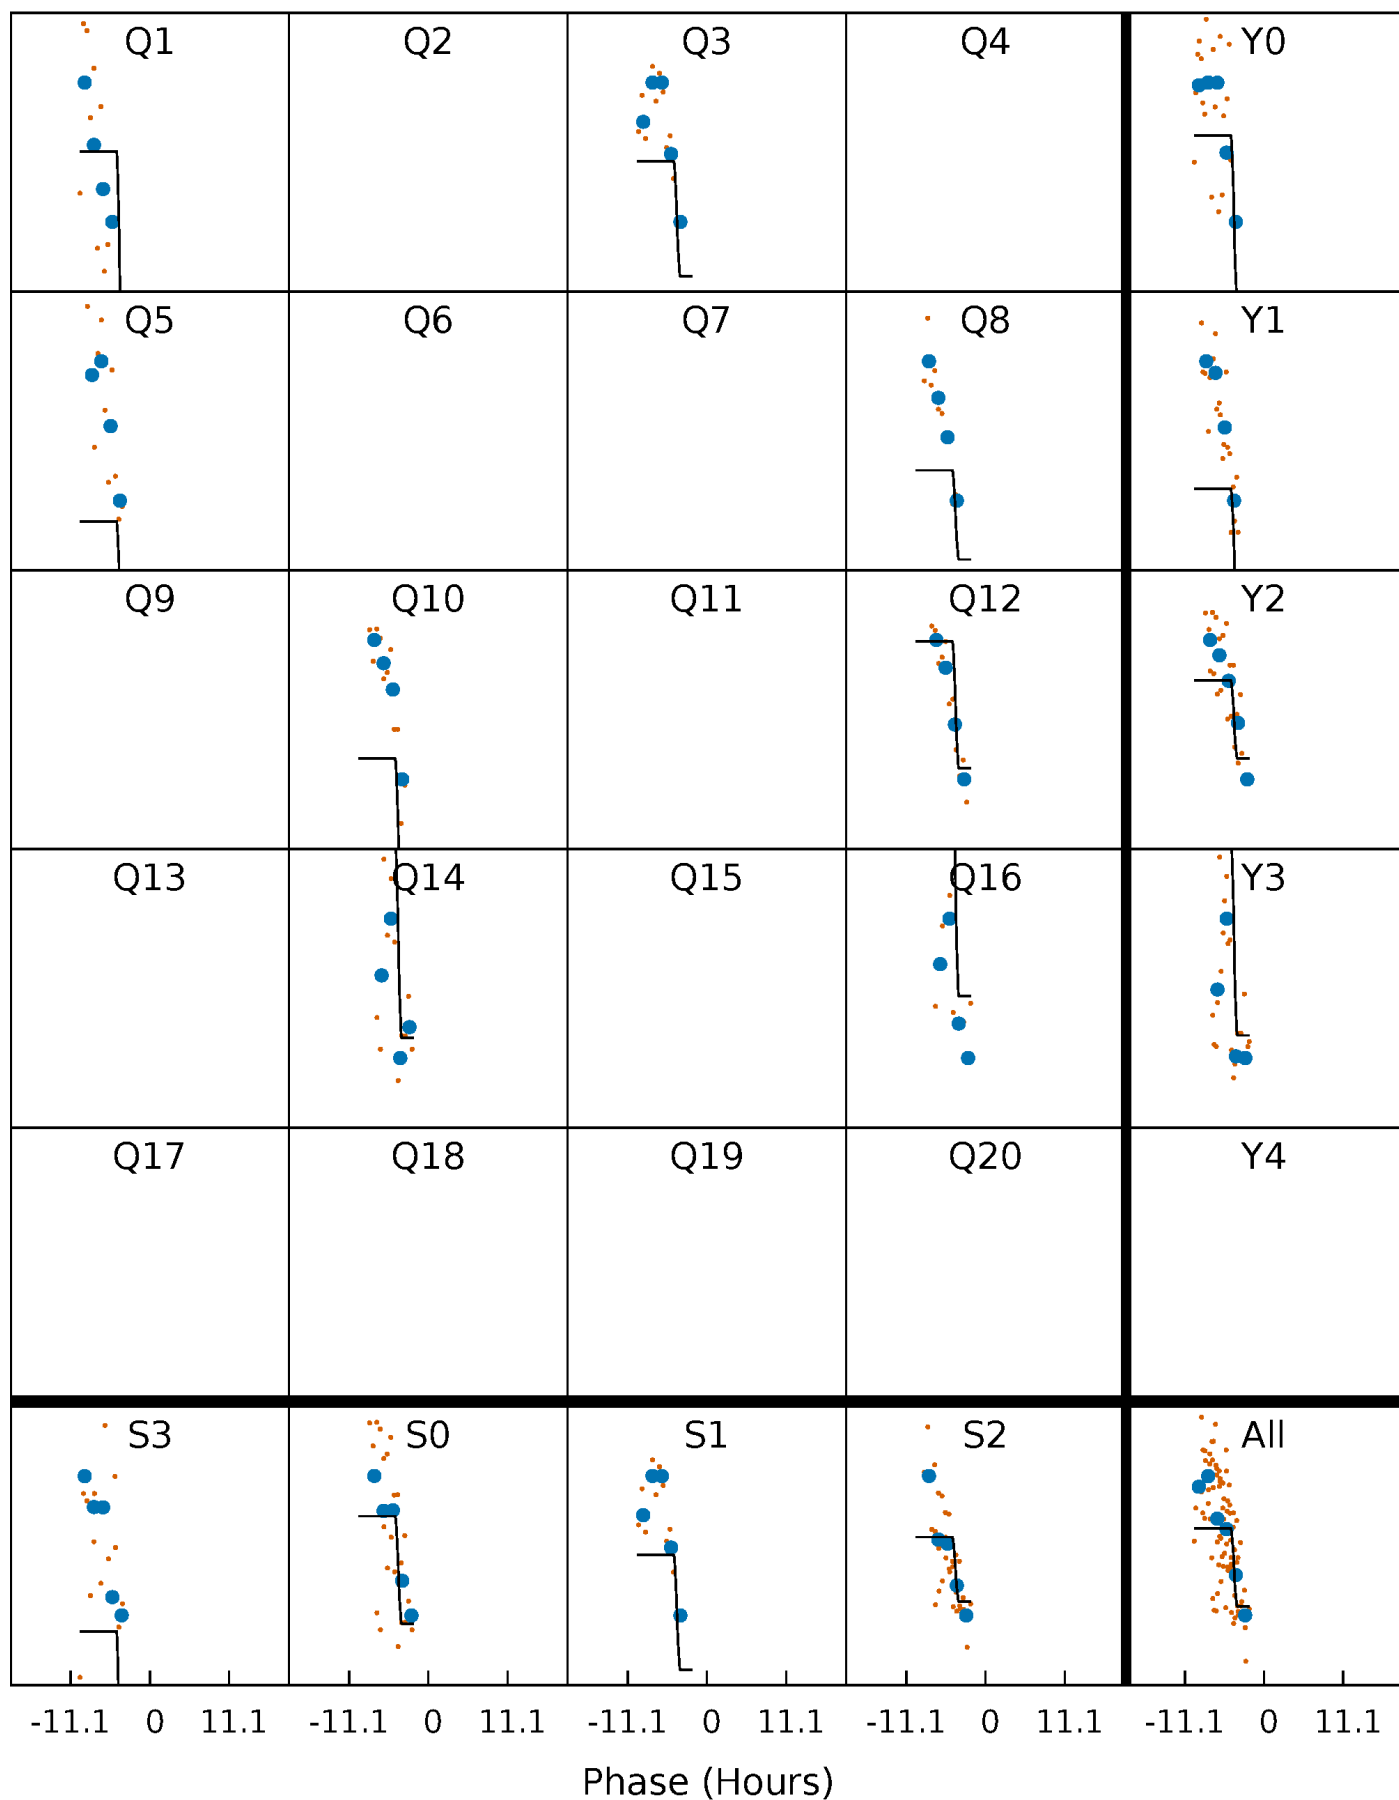 Q1 Q2 Q3 Q4 Y0
Q5 Q6 Q7 Q8 Y1
Q9 Q10 Q11 Q12 Y2
Q13 Q14 Q15 Q16 Y3
Q17 Q18 Q19 Q20 Y4
S3 S0 S1 S2 All
-11.1 0 11.1 -11.1 0 11.1 -11.1 0 11.1 -11.1 0 11.1 -11.1 0 11.1
Phase (Hours)